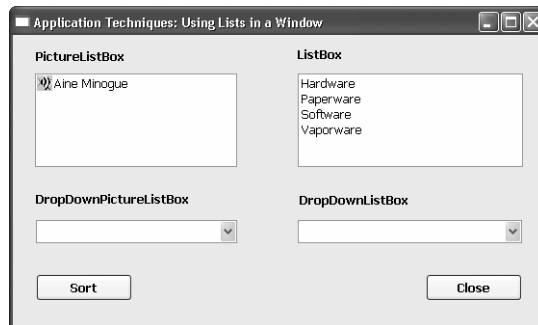 Application Techniques: Using Lists in a Window
PictureListBox
ListBox
Aine Minogue
Hardware
Paperware
Software
Vaporware
DropDownPictureListBox
DropDownListBox
Sort
Close